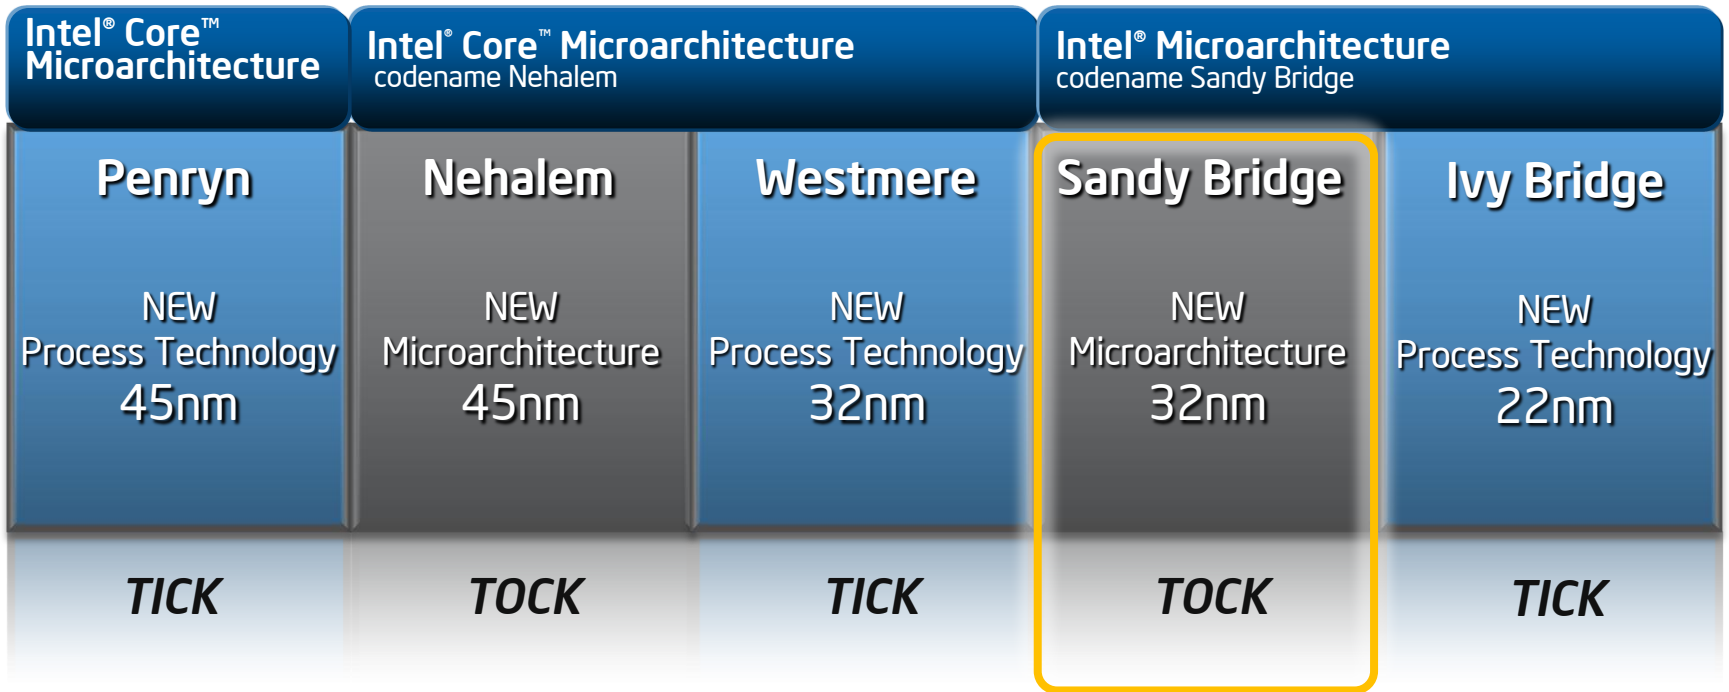 Intel® Core™
Microarchitecture
Intel® Core™ Microarchitecture
codename Nehalem
Intel® Microarchitecture
codename Sandy Bridge
Penryn
NEW
Process Technology
45nm
TICK
Nehalem
NEW
Microarchitecture
45nm
TOCK
Westmere
NEW
Process Technology
32nm
TICK
Sandy Bridge
NEW
Microarchitecture
32nm
TOCK
Ivy Bridge
NEW
Process Technology
22nm
TICK